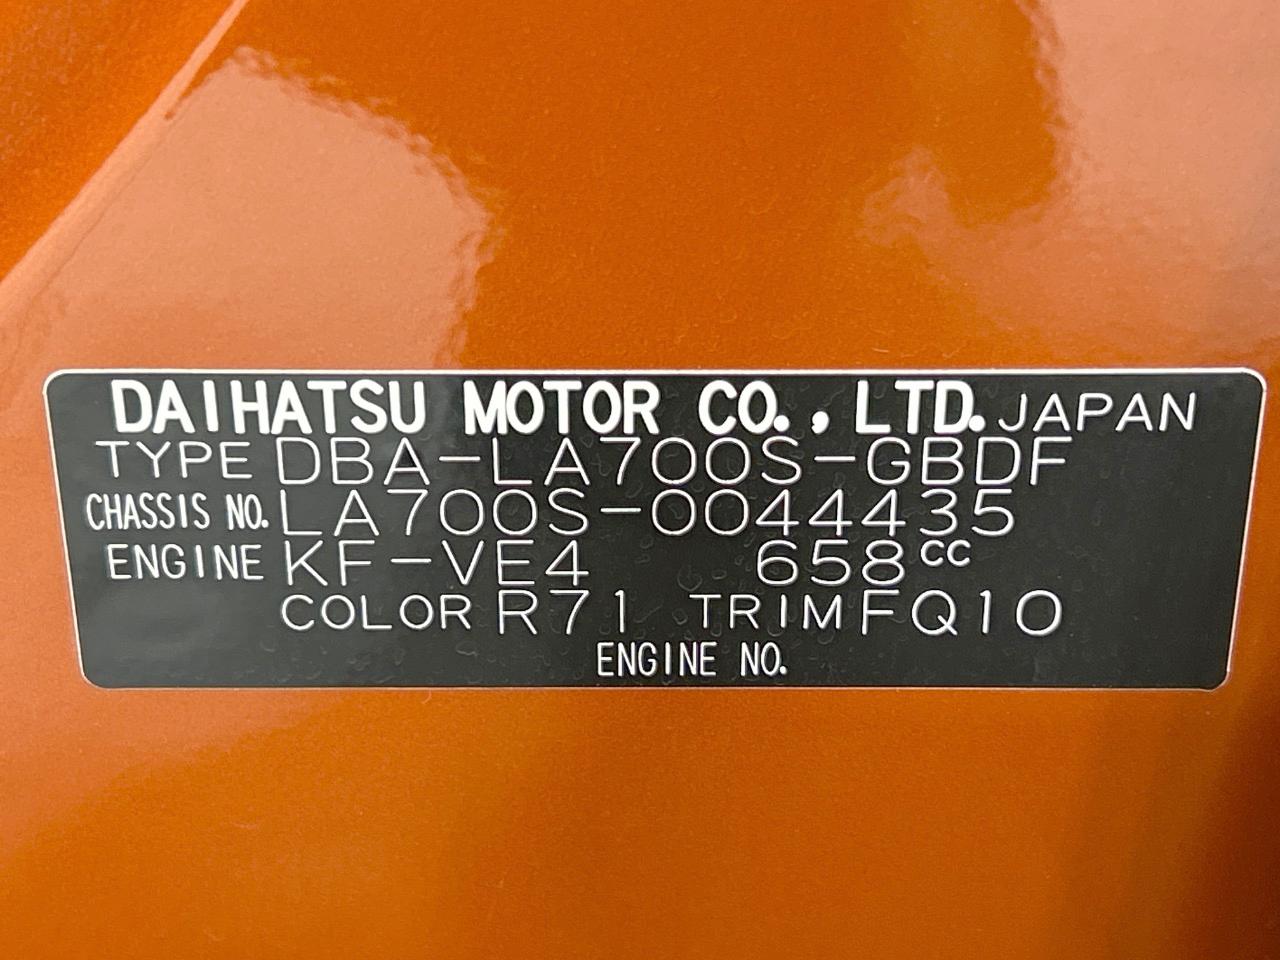 DAIHATSU MOTOR CO., LTD. JAPAN
TYPE DBA-LA700S-GBDF
CHASSIS NO. LA700S-0044435
ENGINE KF-VE4 658cc
COLOR R71 TRIM FQ10
ENGINE NO.